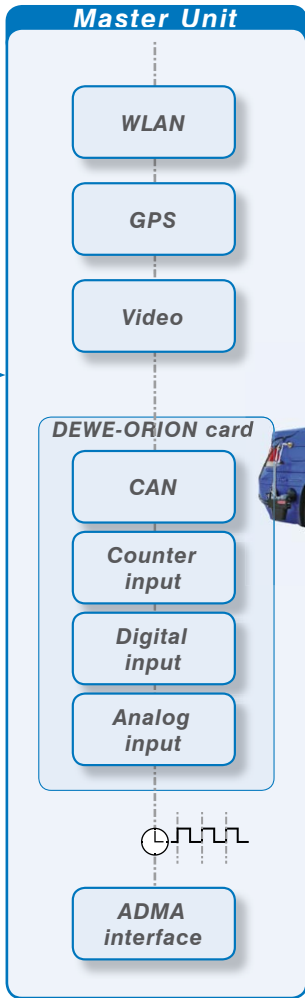 Master Unit
WLAN
GPS
Video
DEWE-ORION card
CAN
Counter
input
Digital
input
Analog
input
ADMA
interface